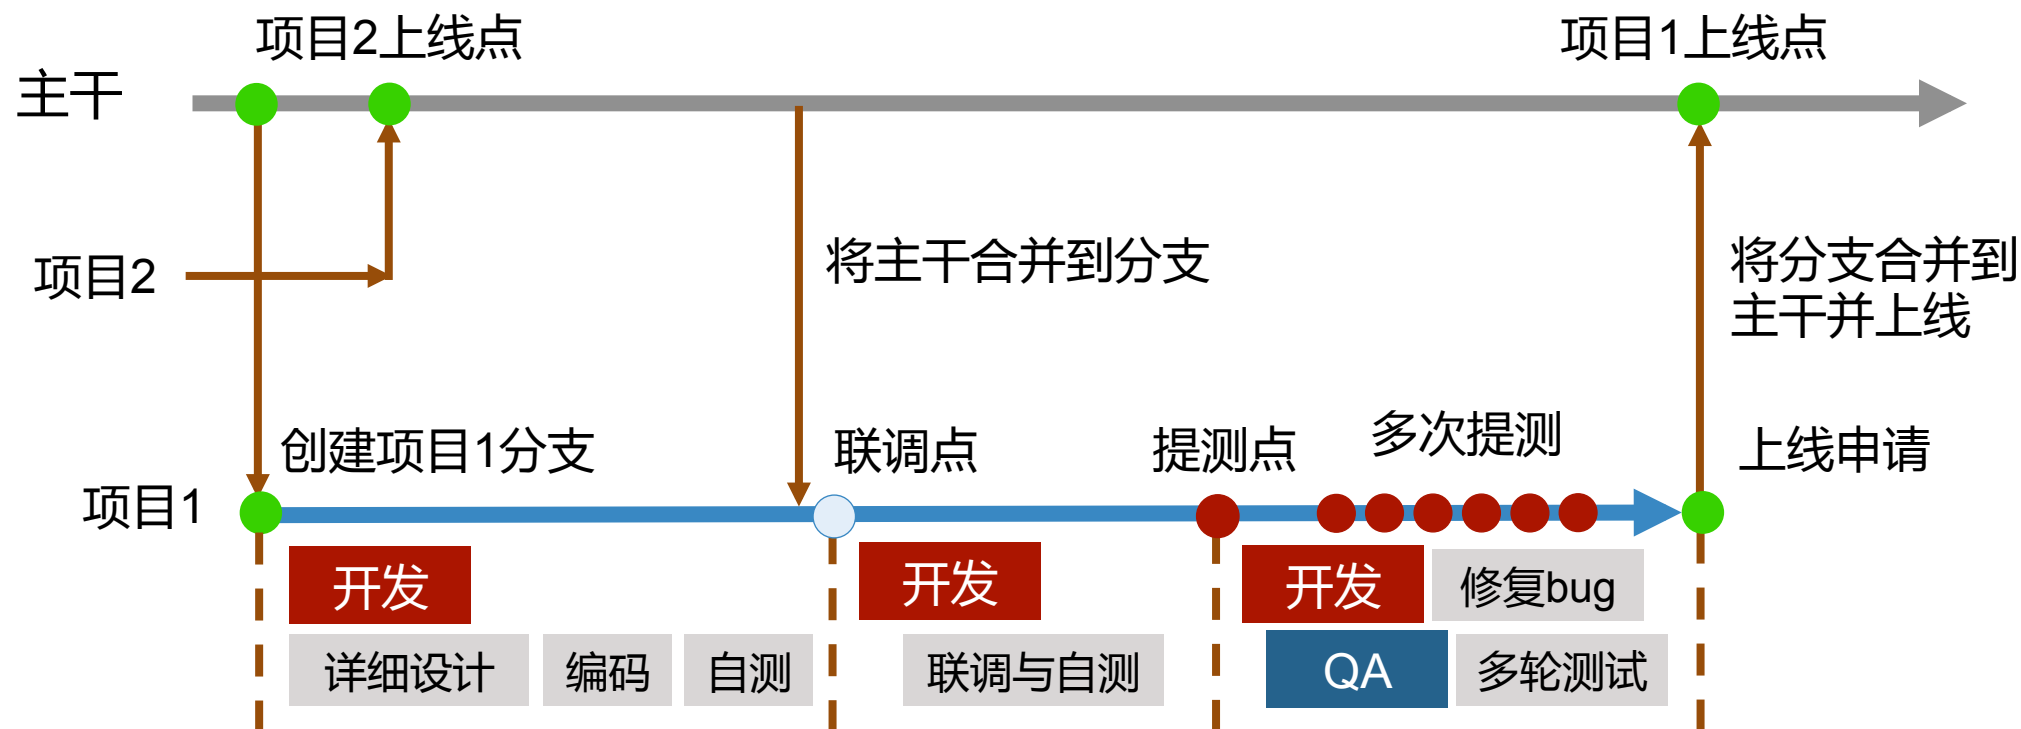 项目2上线点
项目1上线点
主干
项目2
将主干合并到分支
将分支合并到
主干并上线
创建项目1分支
联调点
提测点
多次提测
上线申请
项目1
开发
开发
开发
修复bug
详细设计
编码
自测
联调与自测
QA
多轮测试